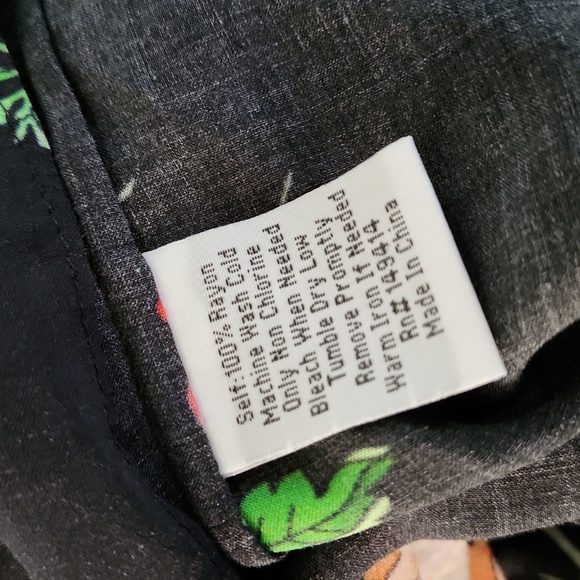 Self-100% Rayon
Machine Wash Cold
Only Non Chlorine
Bleach When Needed
Tumble Dry Low
Remove Promptly
Warm Iron If Needed
Rn# 149414
Made In China